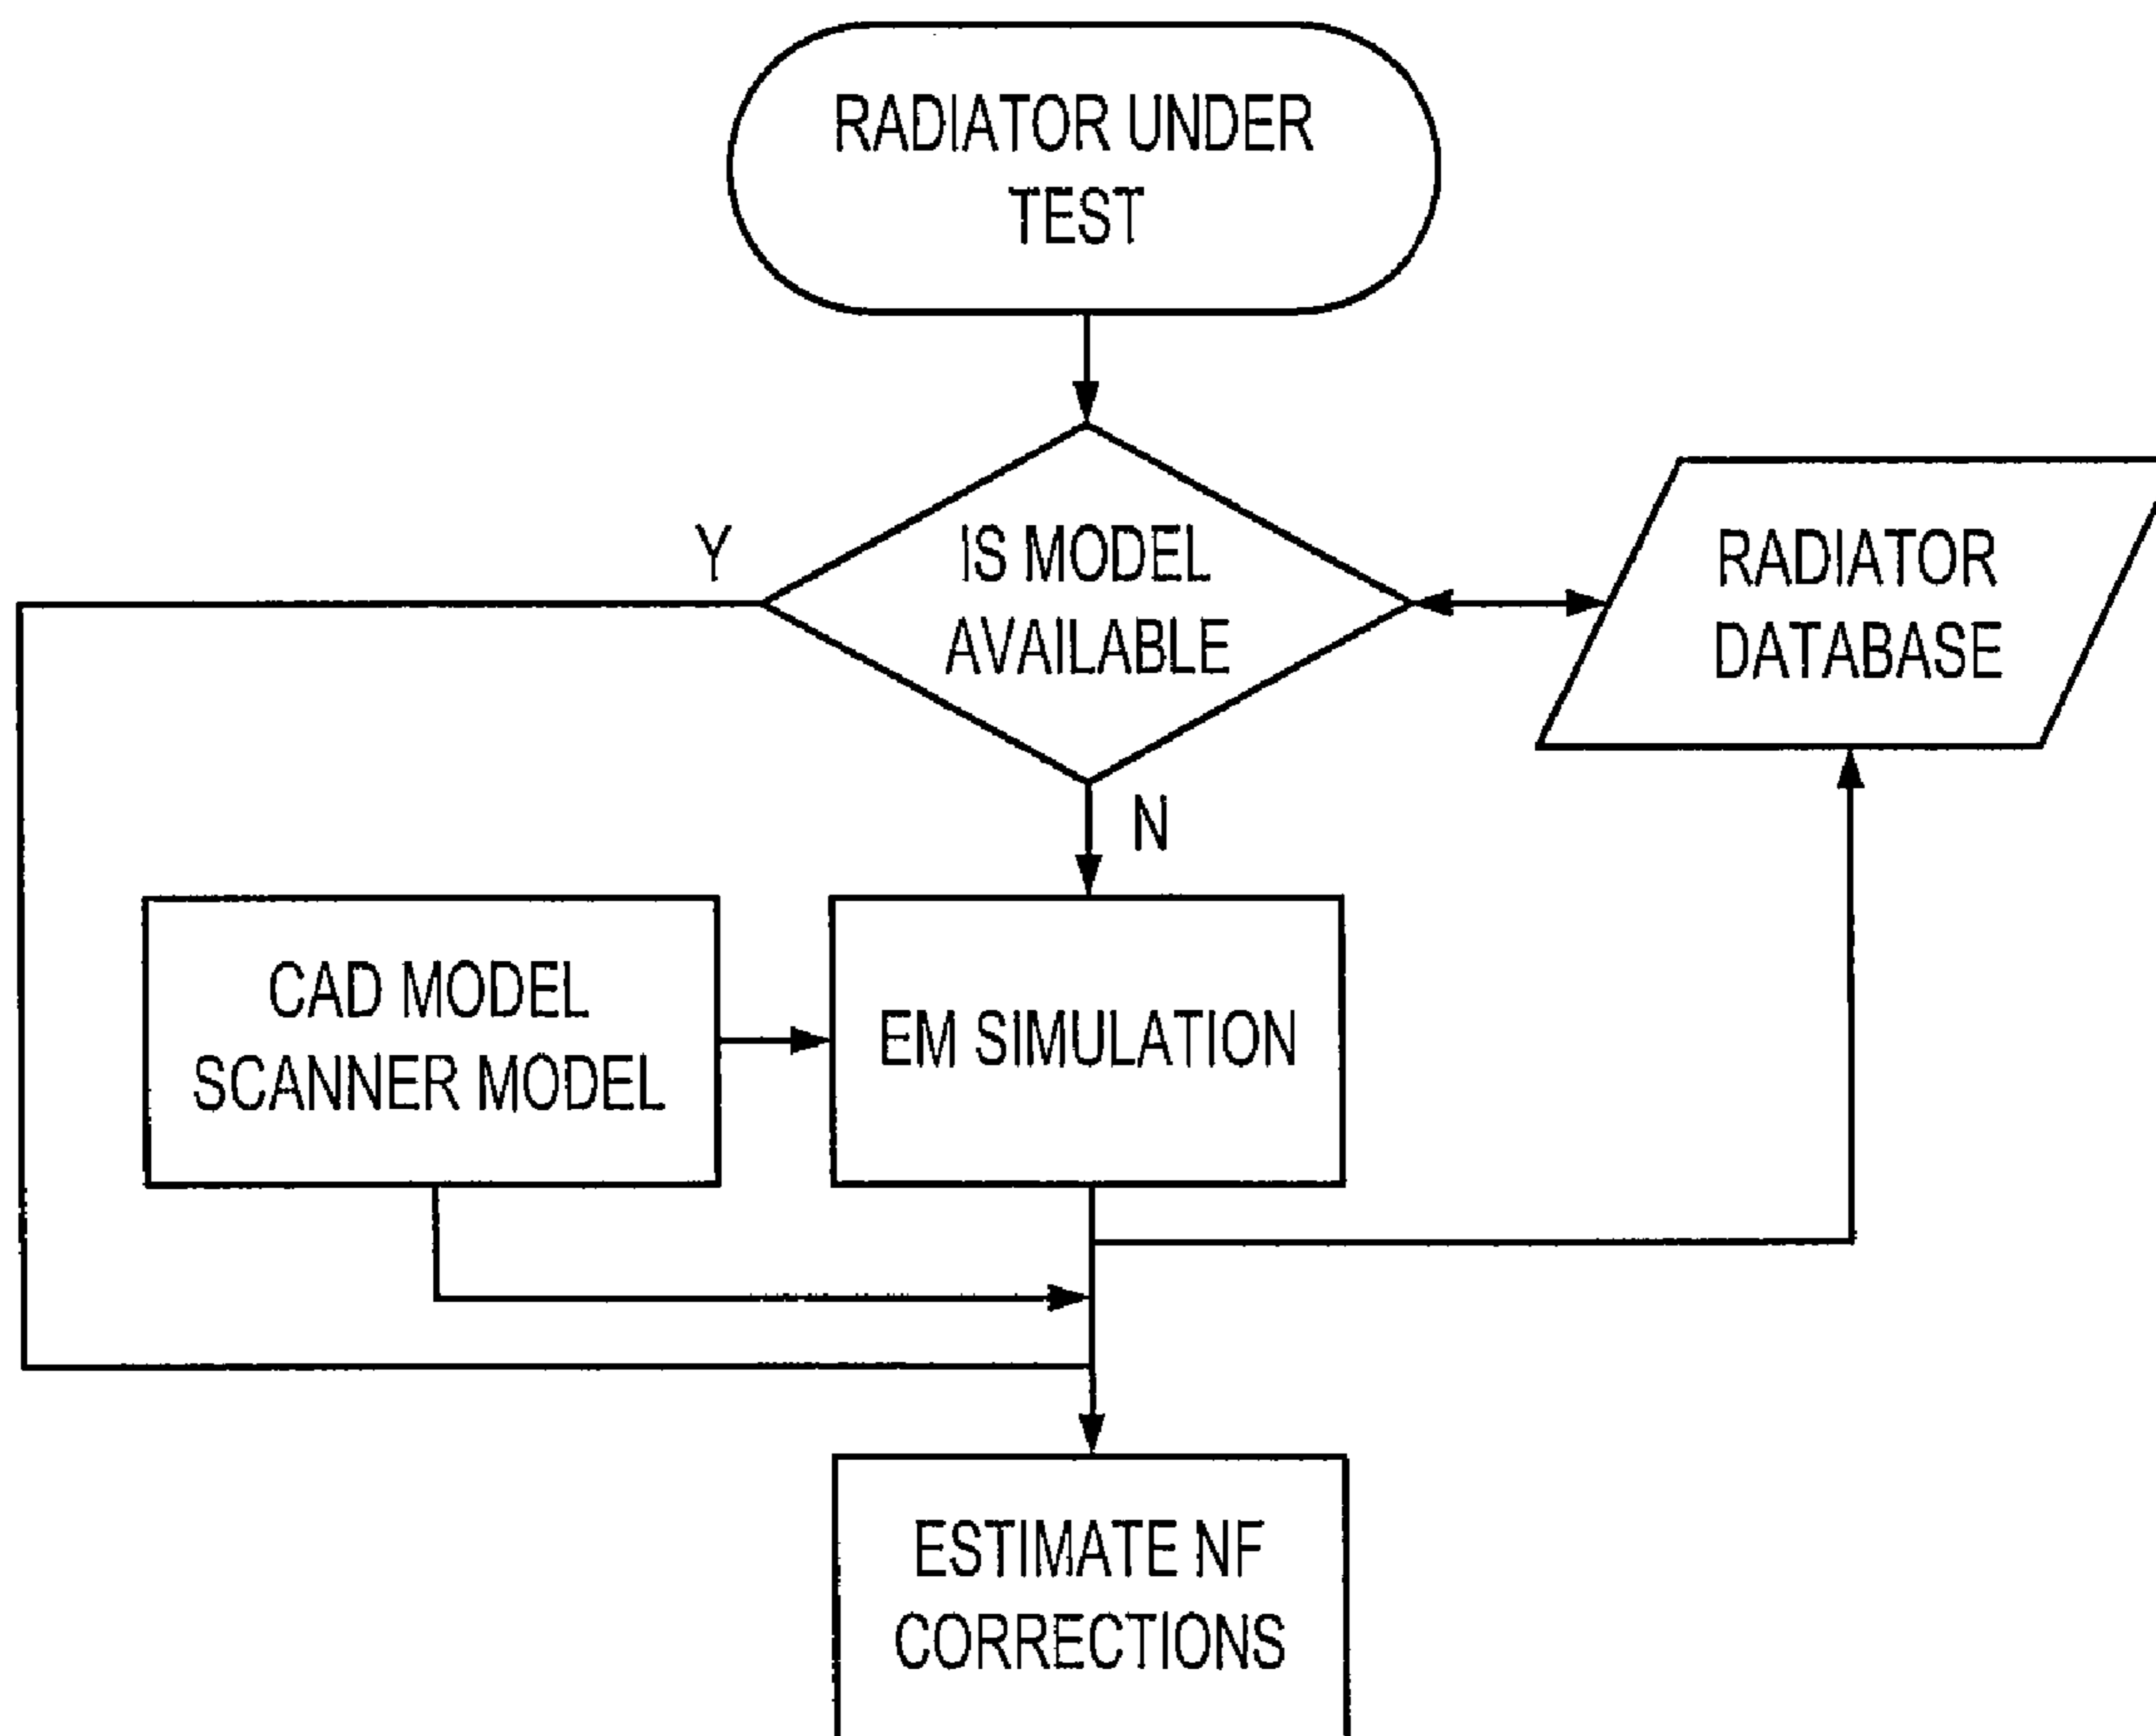 RADIATOR UNDER
TEST
Y
IS MODEL
AVAILABLE
RADIATOR
DATABASE
N
CAD MODEL
SCANNER MODEL
EM SIMULATION
ESTIMATE NF
CORRECTIONS